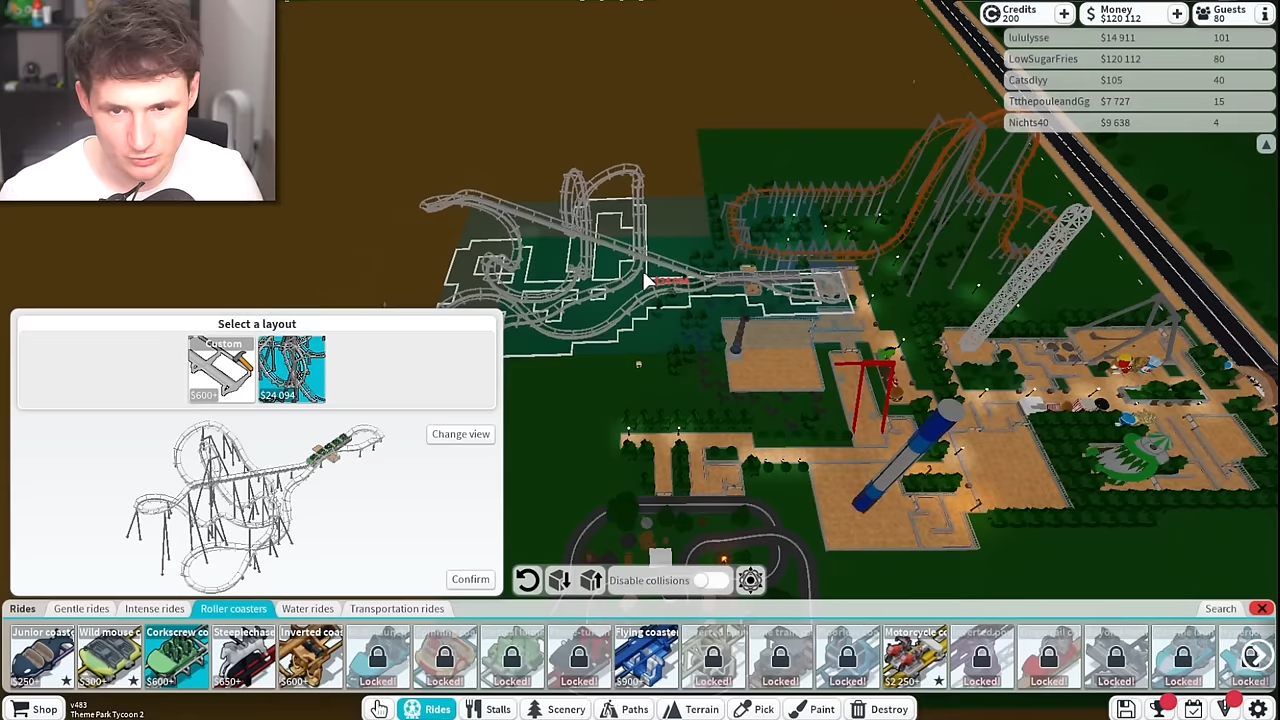 Credits
200
Money
$120 112
Guests
80
lululysse $14 911 101
LowSugarFries $120 112 80
Catsdlyy $105 40
TtthepouleandGg $7 727 15
Nichts40 $9 638 4
Select a layout
Custom
$600+
$24 094
Change view
Confirm
Disable collisions
Rides
Gentle rides
Intense rides
Roller coasters
Water rides
Transportation rides
Search
Junior coast
Wild mouse c
Corkscrew co
Steeplechase
Inverted coas
Flying coaster
Motorcycle co
$250+
$300+
$600+
$650+
$600+
Locked!
Locked!
Locked!
Locked!
$900+
Locked!
Locked!
Locked!
$2 250+
Locked!
Locked!
Locked!
Locked!
Locked!
Shop
v483
Theme Park Tycoon 2
Rides
Stalls
Scenery
Paths
Terrain
Pick
Paint
Destroy